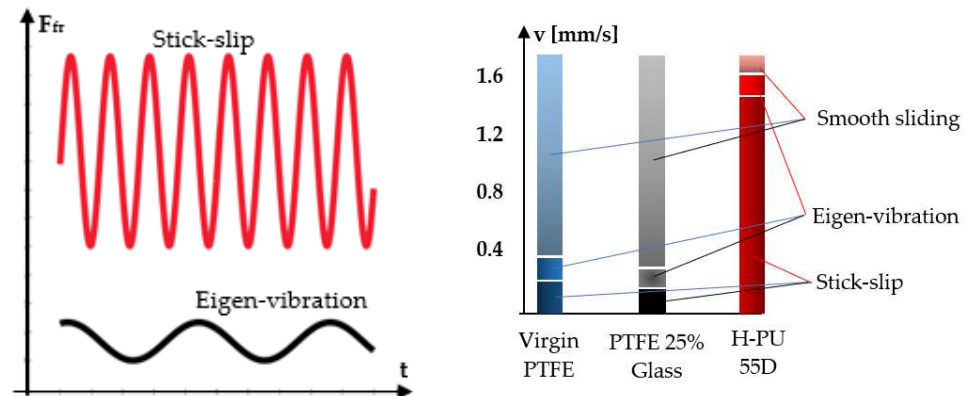 F_fr
Stick-slip
Eigen-vibration
t
v [mm/s]
1.6
1.2
0.8
0.4
Smooth sliding
Eigen-vibration
Stick-slip
Virgin
PTFE
PTFE 25%
Glass
H-PU
55D